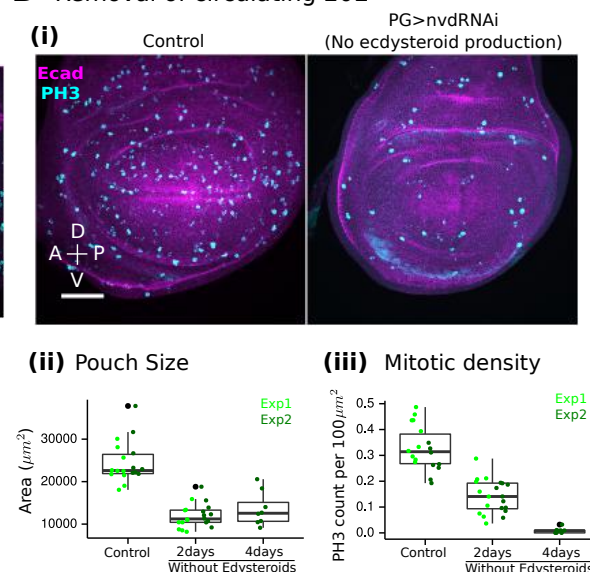 (i)
Control
PG>nvdRNAi
(No ecdysteroid production)
Ecad
PH3
D
A P
V
(ii) Pouch Size
Exp1
Exp2
Area (μm²)
30000
20000
10000
Control
2days
4days
Without Edysteroids
(iii) Mitotic density
Exp1
Exp2
PH3 count per 100μm²
0.5
0.4
0.3
0.2
0.1
0.0
Control
2days
4days
Without Edysteroids